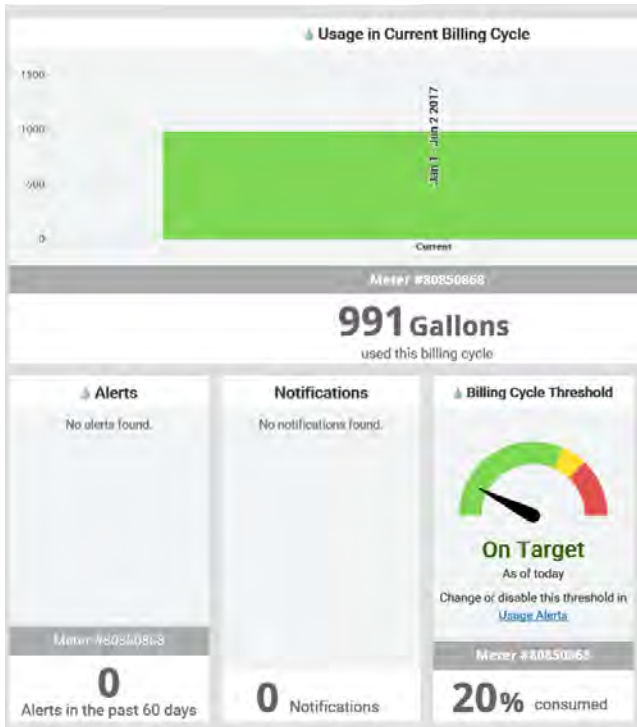 Usage in Current Billing Cycle
1500
1000
500
0
Jan 1 - Jun 2 2017
Current
Meter #80850868
991 Gallons
used this billing cycle
Alerts
No alerts found.
Meter #80850868
0
Alerts in the past 60 days
Notifications
No notifications found.
0 Notifications
Billing Cycle Threshold
On Target
As of today
Change or disable this threshold in
Usage Alerts
Meter #80850868
20% consumed